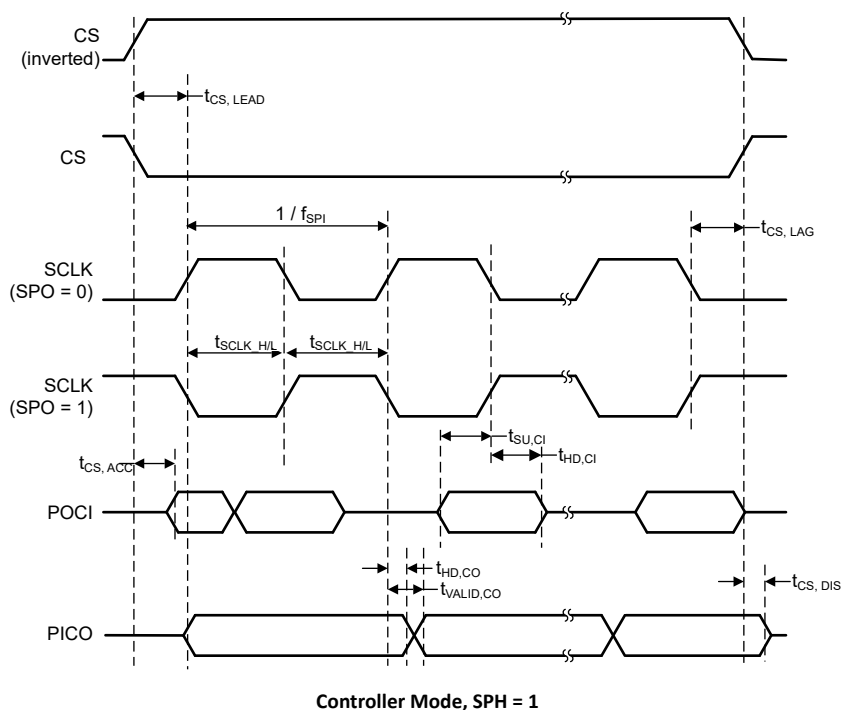 CS
(inverted)
tCS, LEAD
CS
1 / fSPI
tCS, LAG
SCLK
(SPO = 0)
tSCLK_H/L
tSCLK_H/L
SCLK
(SPO = 1)
tSU,CI
tHD,CI
tCS, ACC
POCI
tHD,CO
tVALID,CO
tCS, DIS
PICO
Controller Mode, SPH = 1